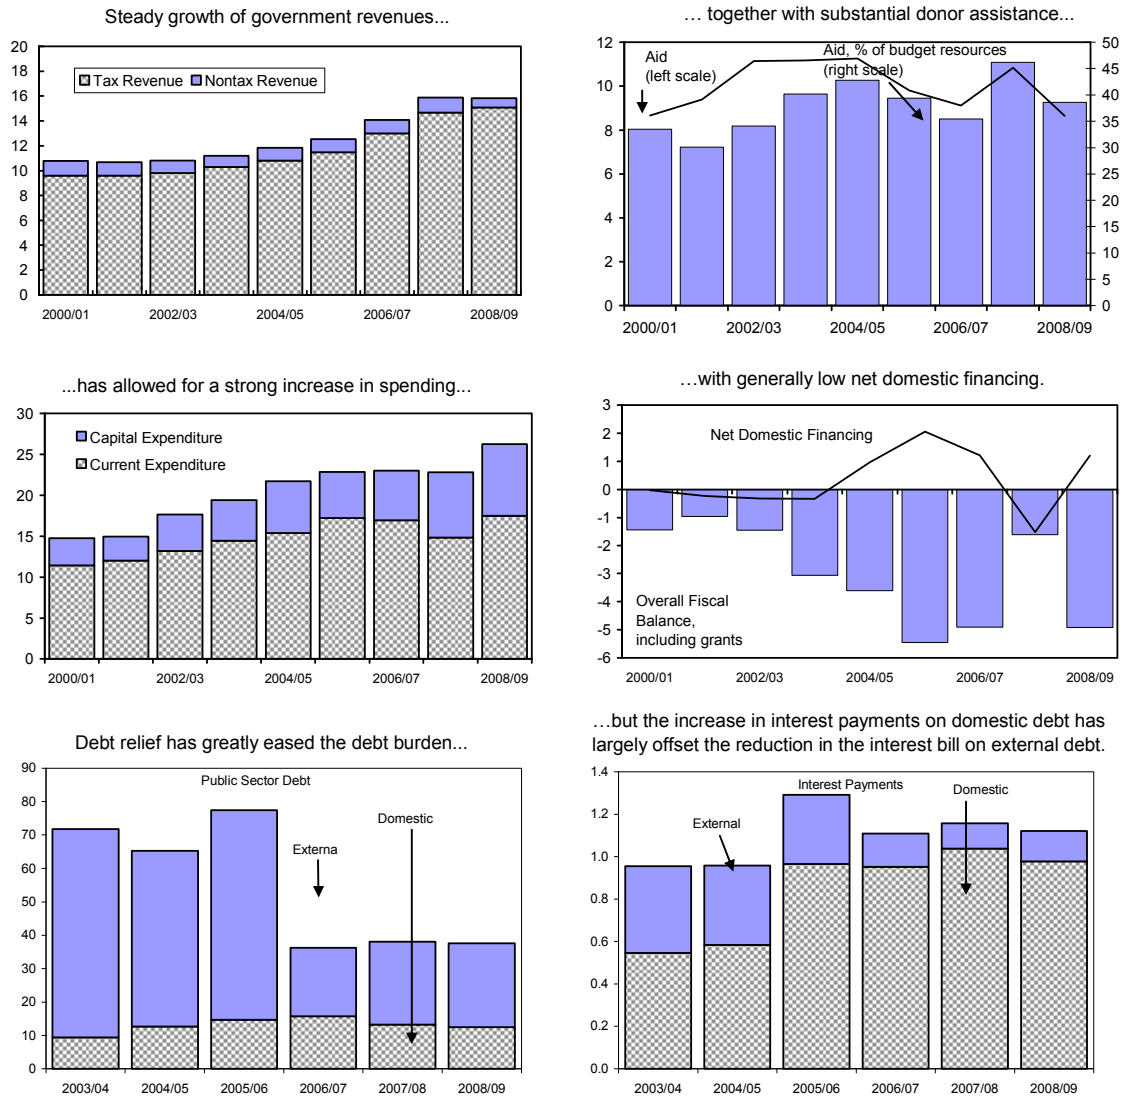 Steady growth of government revenues...
20
18
16
14
12
10
8
6
4
2
0
Tax Revenue Nontax Revenue
2000/01 2002/03 2004/05 2006/07 2008/09
… together with substantial donor assistance...
12
10
8
6
4
2
0
Aid
(left scale)
Aid, % of budget resources
(right scale)
50
45
40
35
30
25
20
15
10
5
0
2000/01 2002/03 2004/05 2006/07 2008/09
...has allowed for a strong increase in spending...
30
25
20
15
10
5
0
Capital Expenditure
Current Expenditure
2000/01 2002/03 2004/05 2006/07 2008/09
…with generally low net domestic financing.
3
2
1
0
-1
-2
-3
-4
-5
-6
Net Domestic Financing
Overall Fiscal
Balance,
including grants
2000/01 2002/03 2004/05 2006/07 2008/09
Debt relief has greatly eased the debt burden...
90
80
70
60
50
40
30
20
10
0
Public Sector Debt
Domestic
Externa
2003/04 2004/05 2005/06 2006/07 2007/08 2008/09
…but the increase in interest payments on domestic debt has
largely offset the reduction in the interest bill on external debt.
1.4
1.2
1.0
0.8
0.6
0.4
0.2
0.0
Interest Payments
Domestic
External
2003/04 2004/05 2005/06 2006/07 2007/08 2008/09